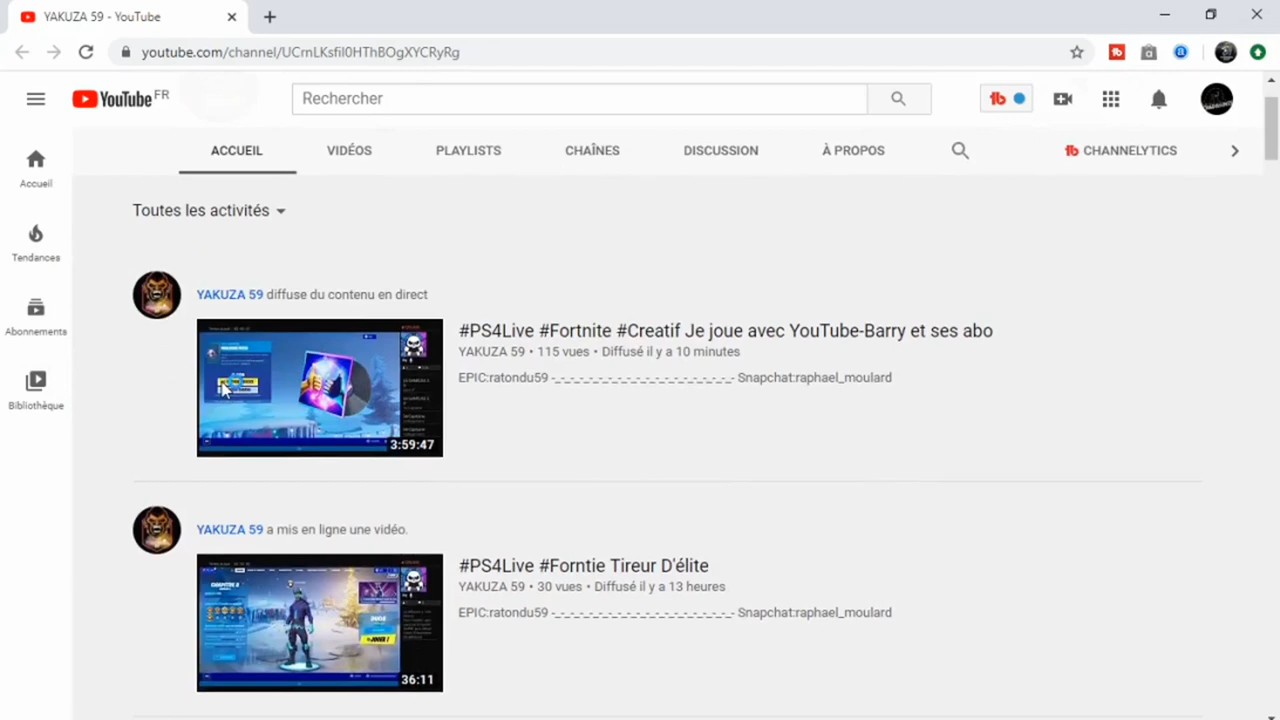 YAKUZA 59 - YouTube
youtube.com/channel/UCrnLKsfil0HThBOgXYCRyRg
YouTube FR
Rechercher
ACCUEIL VIDÉOS PLAYLISTS CHAÎNES DISCUSSION À PROPOS CHANNELYTICS
Accueil
Tendances
Abonnements
Bibliothèque
Toutes les activités
YAKUZA 59 diffuse du contenu en direct
#PS4Live #Fortnite #Creatif Je joue avec YouTube-Barry et ses abo
YAKUZA 59 • 115 vues • Diffusé il y a 10 minutes
EPIC:ratondu59 -_-_-_-_-_-_-_-_-_-_-_-_-_-_-_-_-_-_- Snapchat:raphael_moulard
3:59:47
YAKUZA 59 a mis en ligne une vidéo.
#PS4Live #Forntie Tireur D'élite
YAKUZA 59 • 30 vues • Diffusé il y a 13 heures
EPIC:ratondu59 -_-_-_-_-_-_-_-_-_-_-_-_-_-_-_-_-_-_- Snapchat:raphael_moulard
36:11